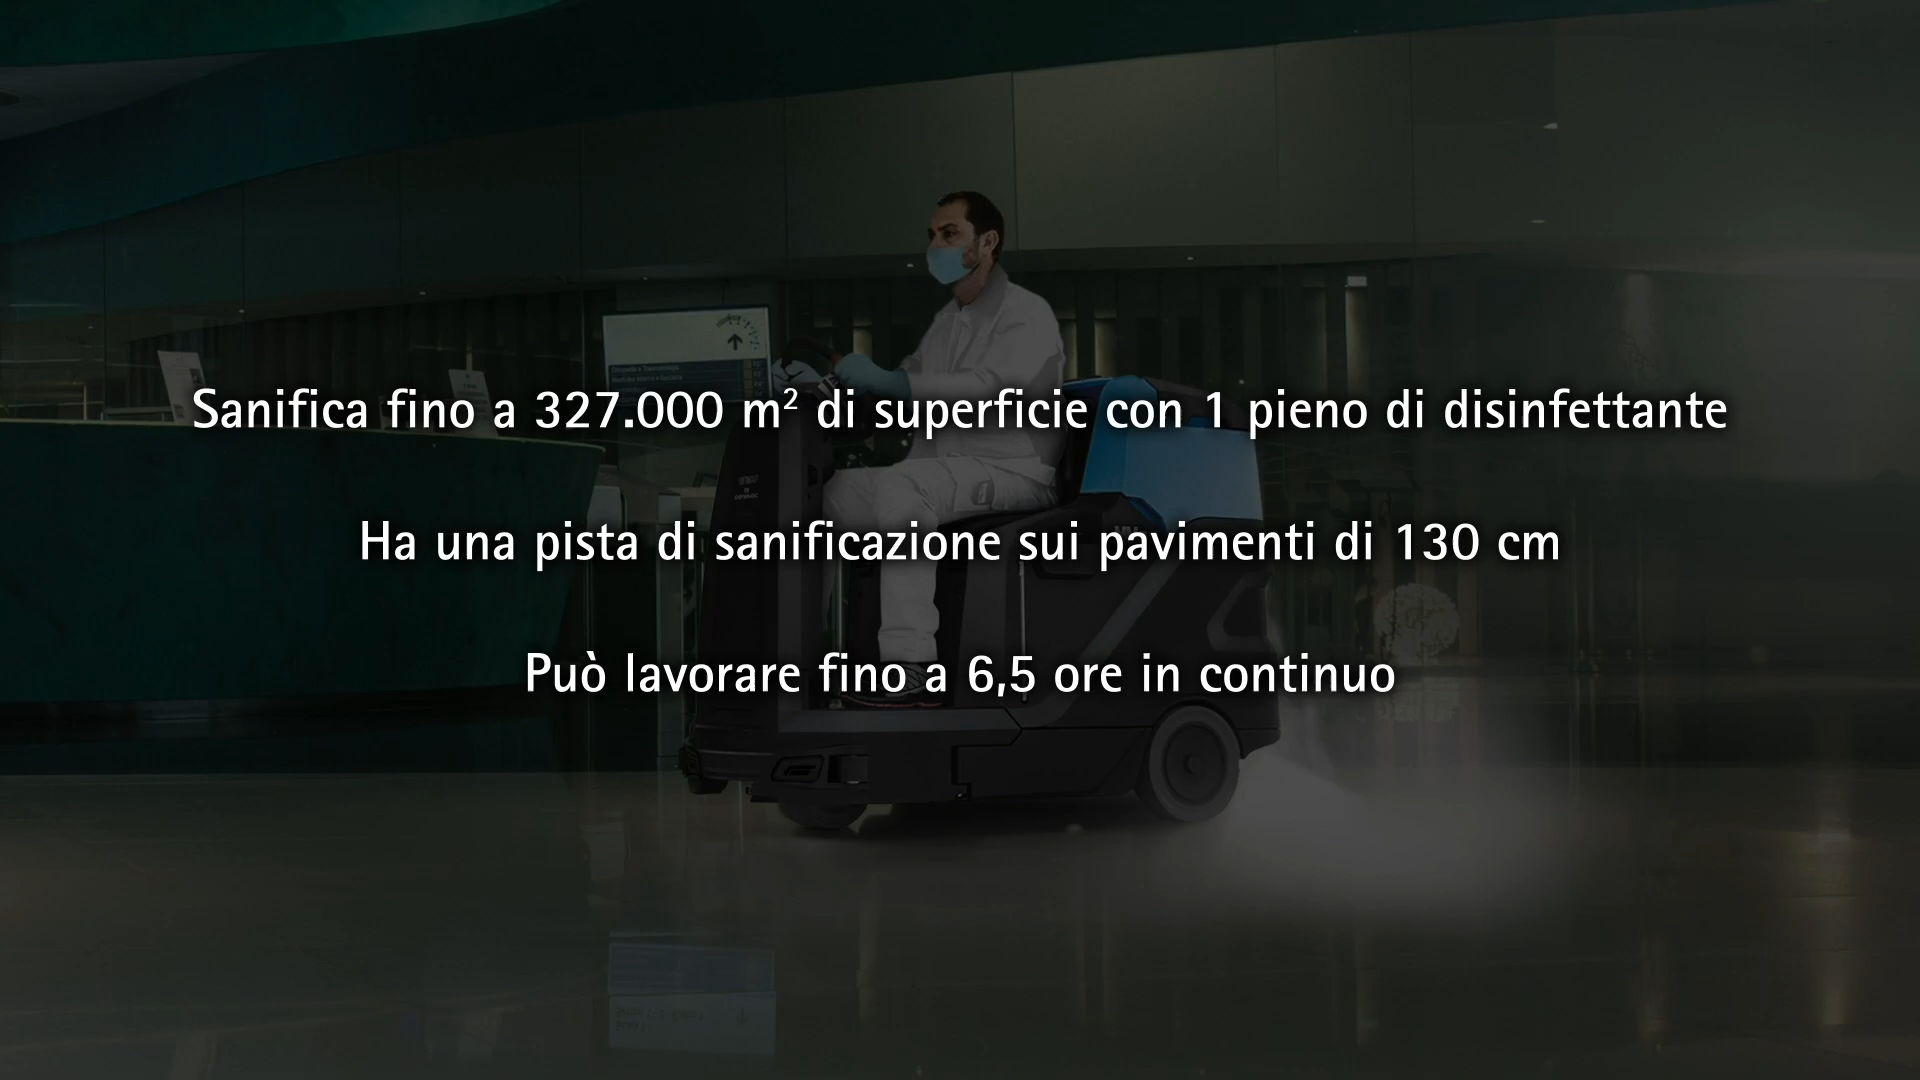 Sanifica fino a 327.000 m² di superficie con 1 pieno di disinfettante
Ha una pista di sanificazione sui pavimenti di 130 cm
Può lavorare fino a 6,5 ore in continuo